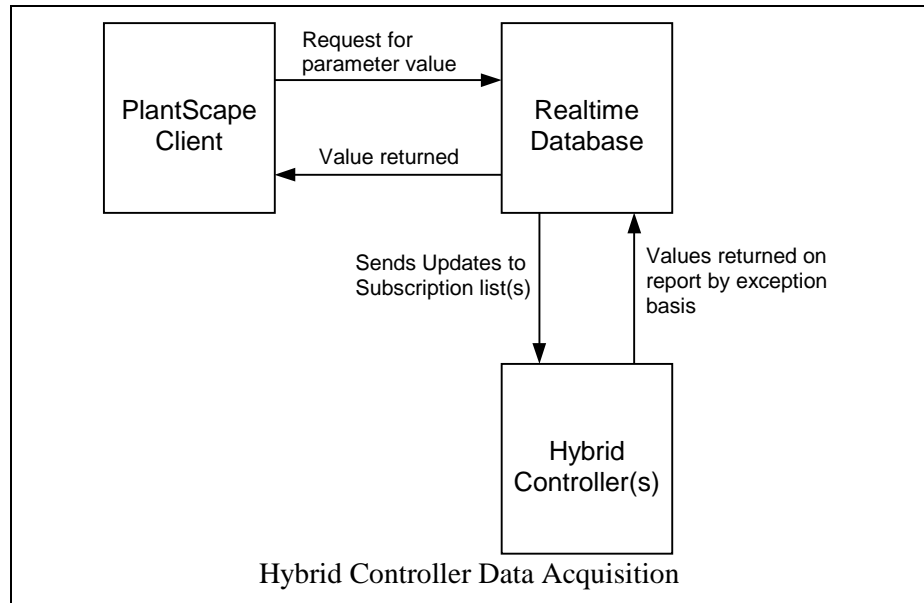 Request for
parameter value
PlantScape
Client
Realtime
Database
Value returned
Sends Updates to
Subscription list(s)
Values returned on
report by exception
basis
Hybrid
Controller(s)
Hybrid Controller Data Acquisition